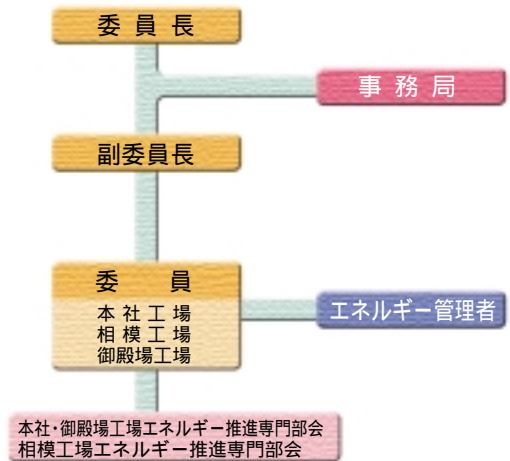 委員長
事務局
副委員長
委員
本社工場
相模工場
御殿場工場
エネルギー管理者
本社・御殿場工場エネルギー推進専門部会
相模工場エネルギー推進専門部会